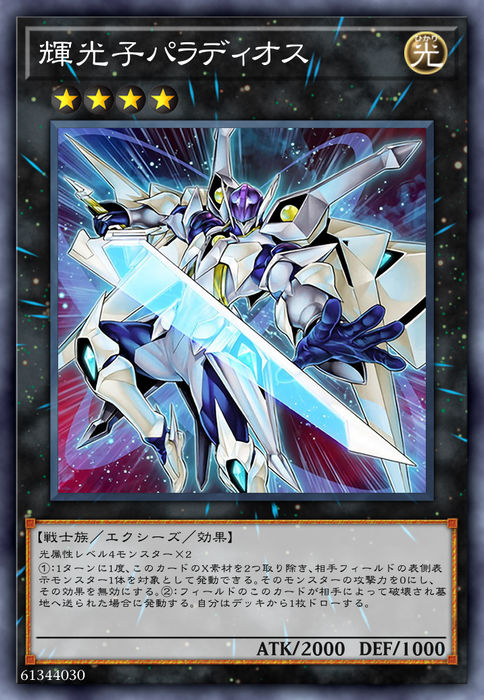 輝光子パラディオス
ひかり
光
【戦士族／エクシーズ／効果】
光属性レベル4モンスター×2
①:1ターンに1度、このカードのX素材を2つ取り除き、相手フィールドの表側表
示モンスター1体を対象として発動できる。そのモンスターの攻撃力を0にし、
その効果を無効にする。②:フィールドのこのカードが相手によって破壊され墓
地へ送られた場合に発動する。自分はデッキから1枚ドローする。
ATK/2000 DEF/1000
61344030